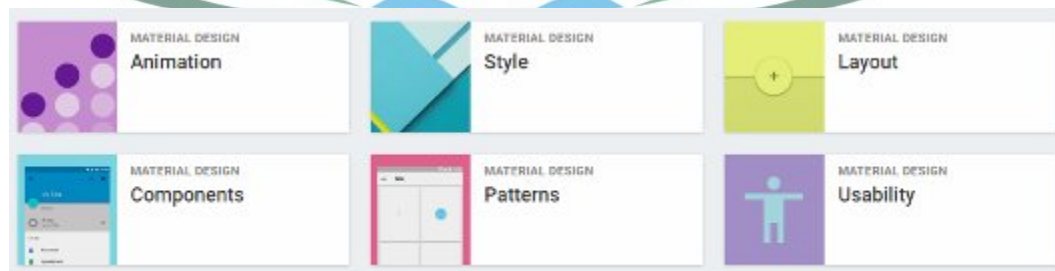 MATERIAL DESIGN
Animation
MATERIAL DESIGN
Style
MATERIAL DESIGN
Layout
MATERIAL DESIGN
Components
MATERIAL DESIGN
Patterns
MATERIAL DESIGN
Usability